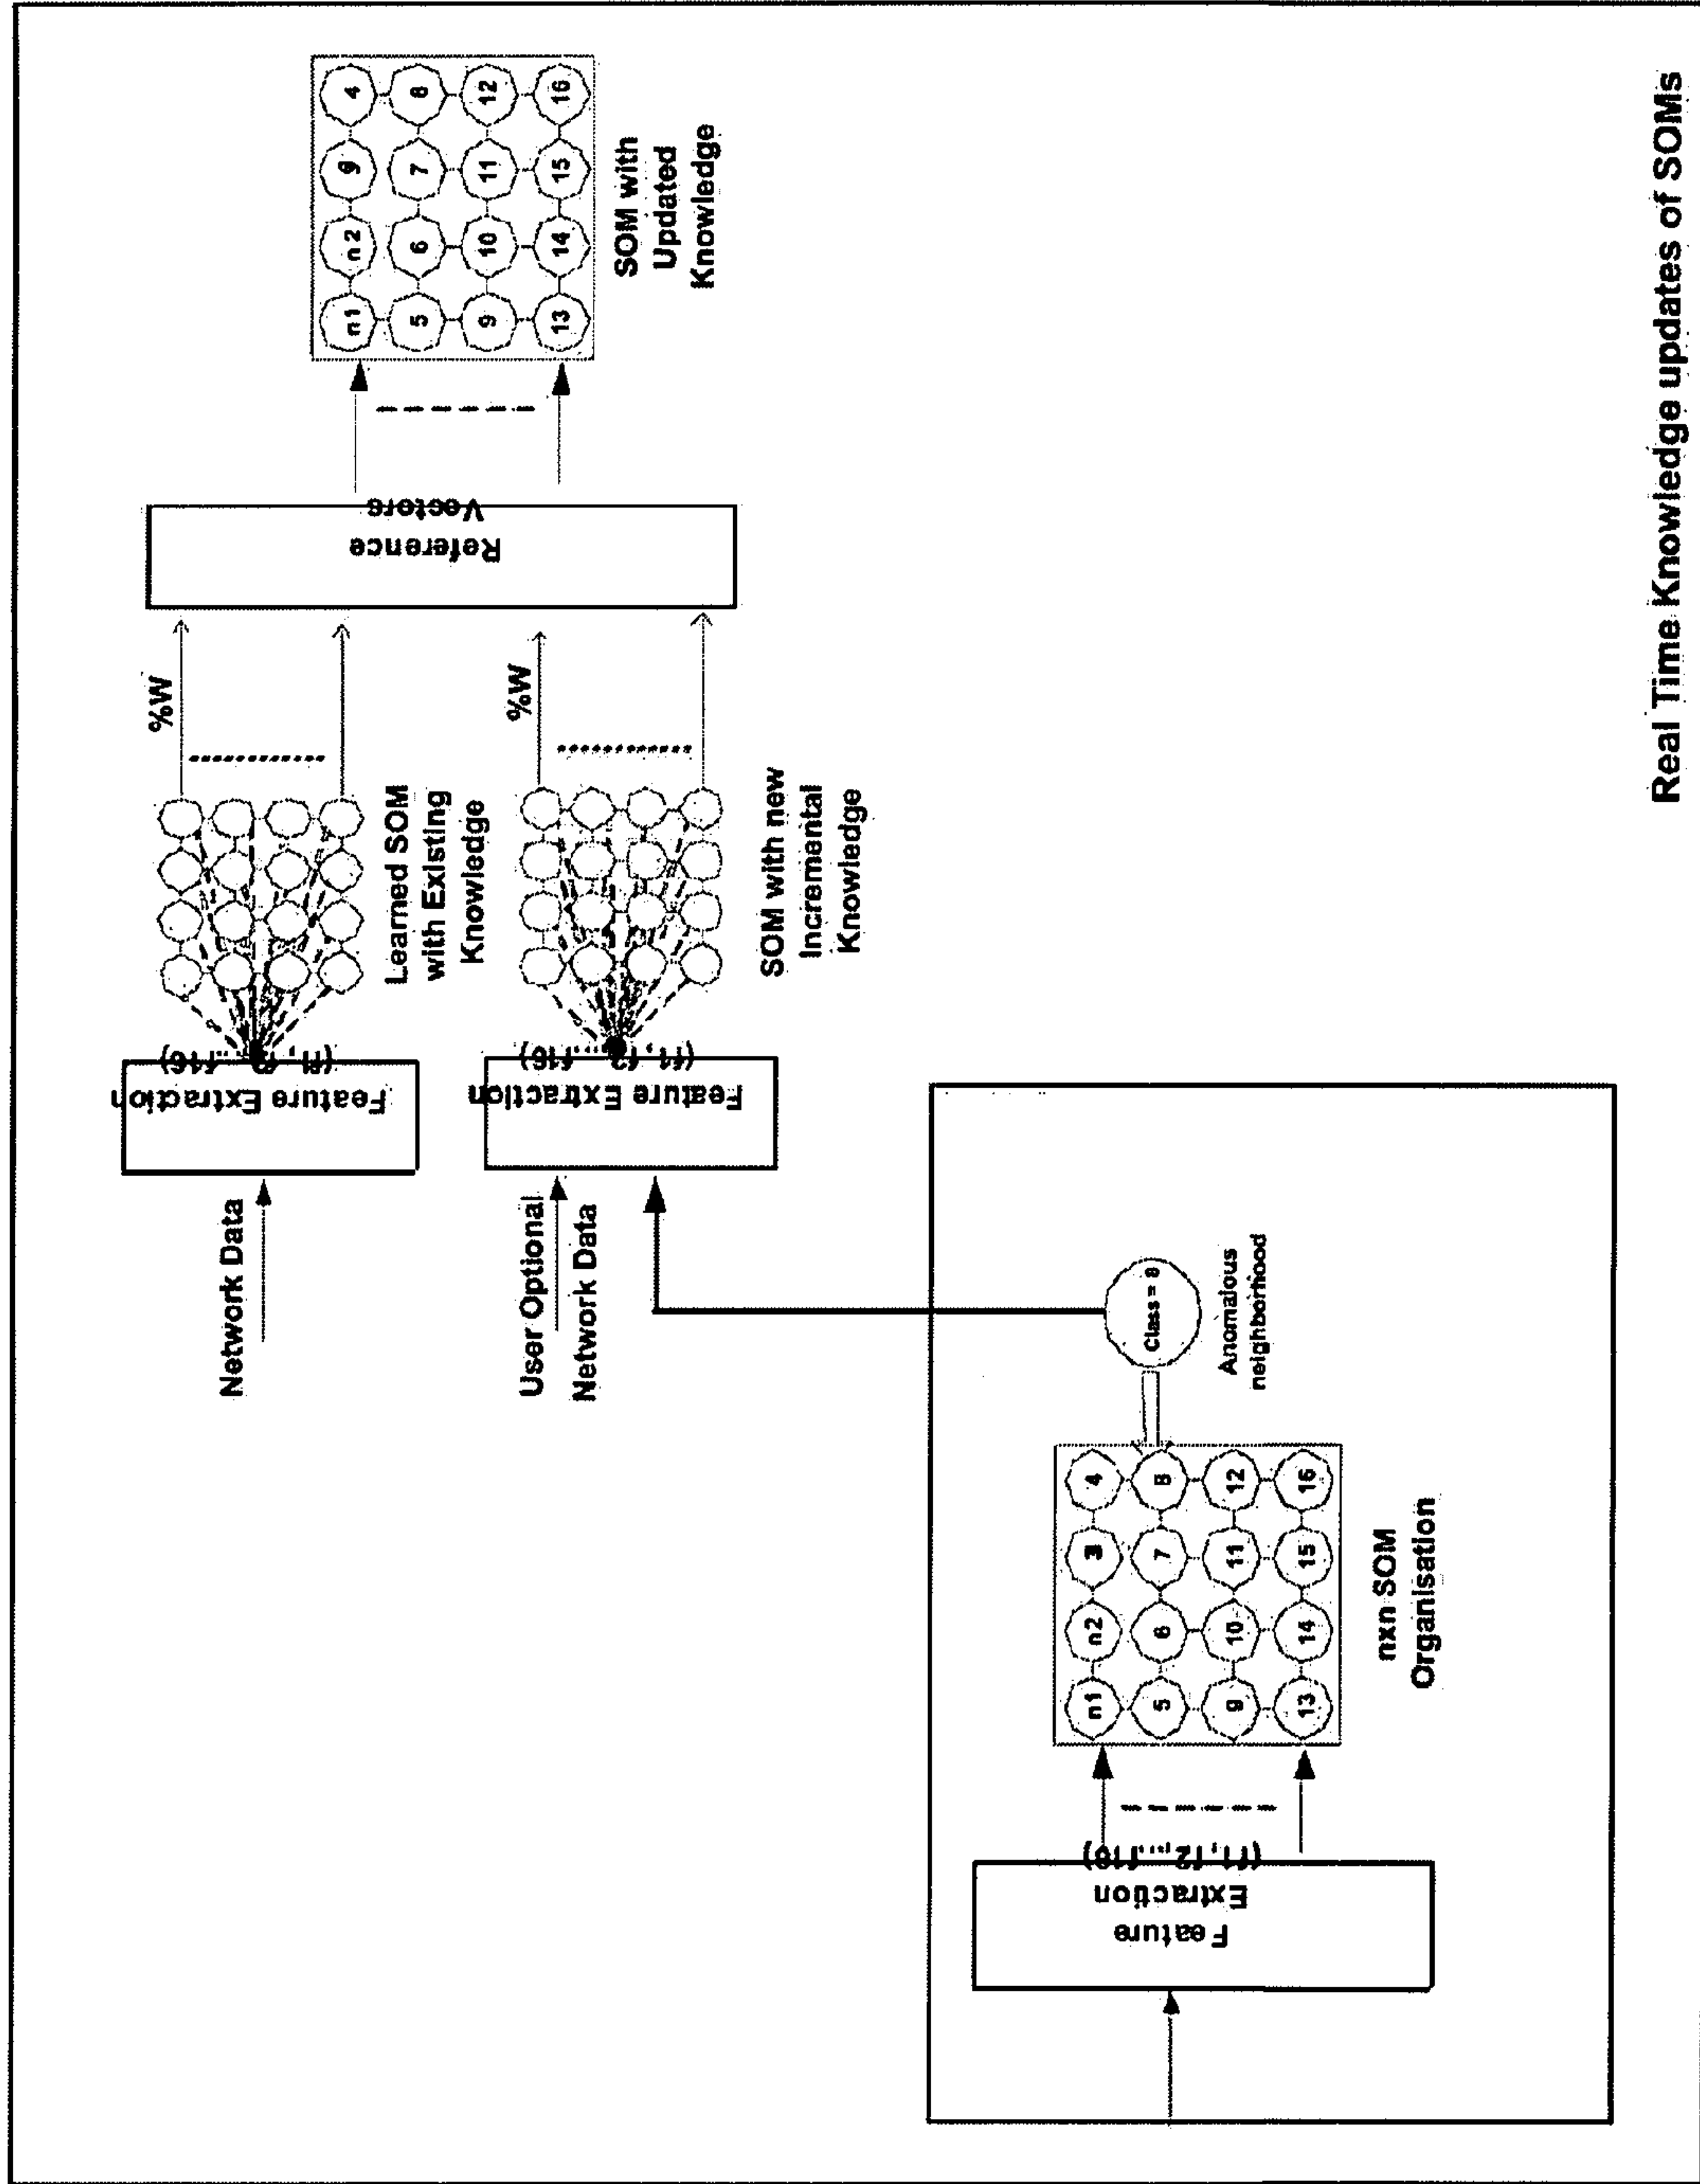 Network Data
Feature Extraction
(f1, f2 ...f16)
%W
Learned SOM
with Existing
Knowledge
User Optional
Network Data
Feature Extraction
(f1, f2 ...f16)
%W
SOM with new
Incremental
Knowledge
Reference
Vectors
n1 n2 4
5 6 7 8
9 10 11 12
13 14 15 16
SOM with
Updated
Knowledge
Feature
Extraction
(f1, f2,...f16)
n1 n2 3 4
5 6 7 8
9 10 11 12
13 14 15 16
nxn SOM
Organisation
Class = 8
Anomalous
neighborhood
Real Time Knowledge updates of SOMs